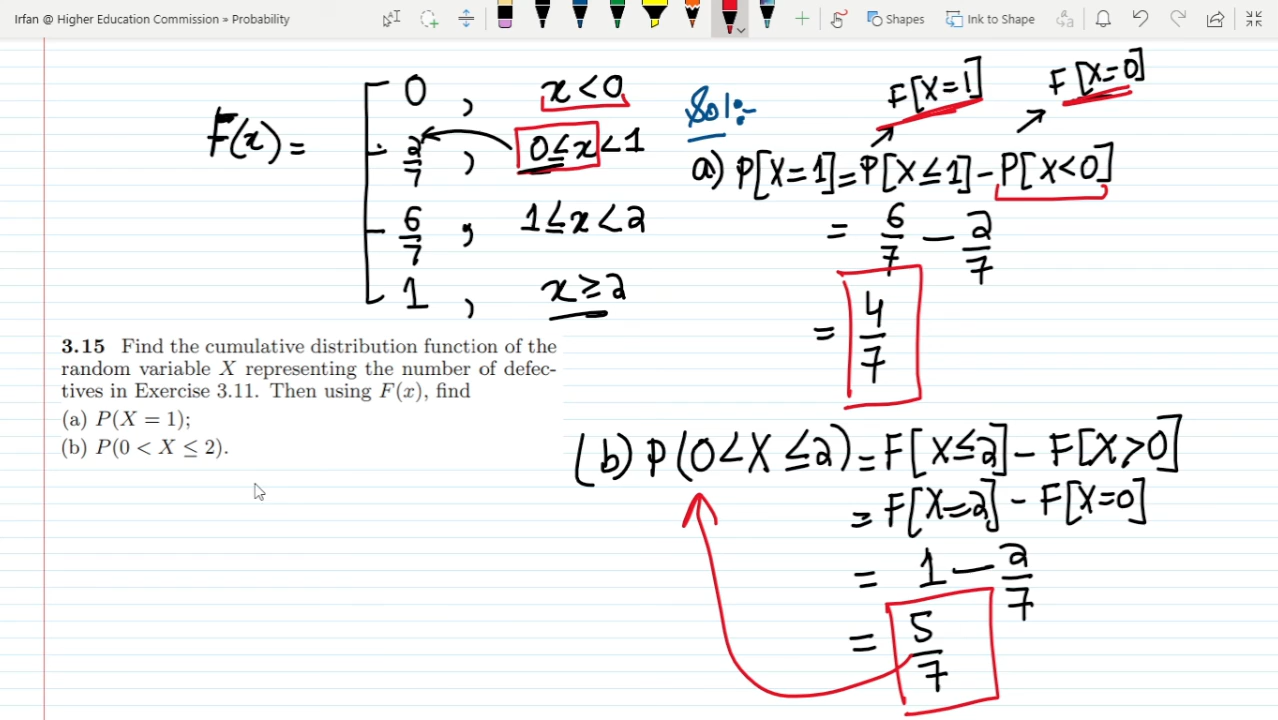 Irfan @ Higher Education Commission » Probability
Shapes
Ink to Shape
F(x) =
0 , x < 0
2/7 , 0 ≤ x < 1
6/7 , 1 ≤ x < 2
1 , x ≥ 2
3.15 Find the cumulative distribution function of the
random variable X representing the number of defec-
tives in Exercise 3.11. Then using F(x), find
(a) P(X = 1);
(b) P(0 < X ≤ 2).
Sol:-
F[X=1] F[X=0]
a) P[X=1] = P[X≤1] - P[X<0]
= 6/7 - 2/7
= 4/7
(b) P(0<X≤2) = F[X≤2] - F[X>0]
= F[X=2] - F[X=0]
= 1 - 2/7
= 5/7